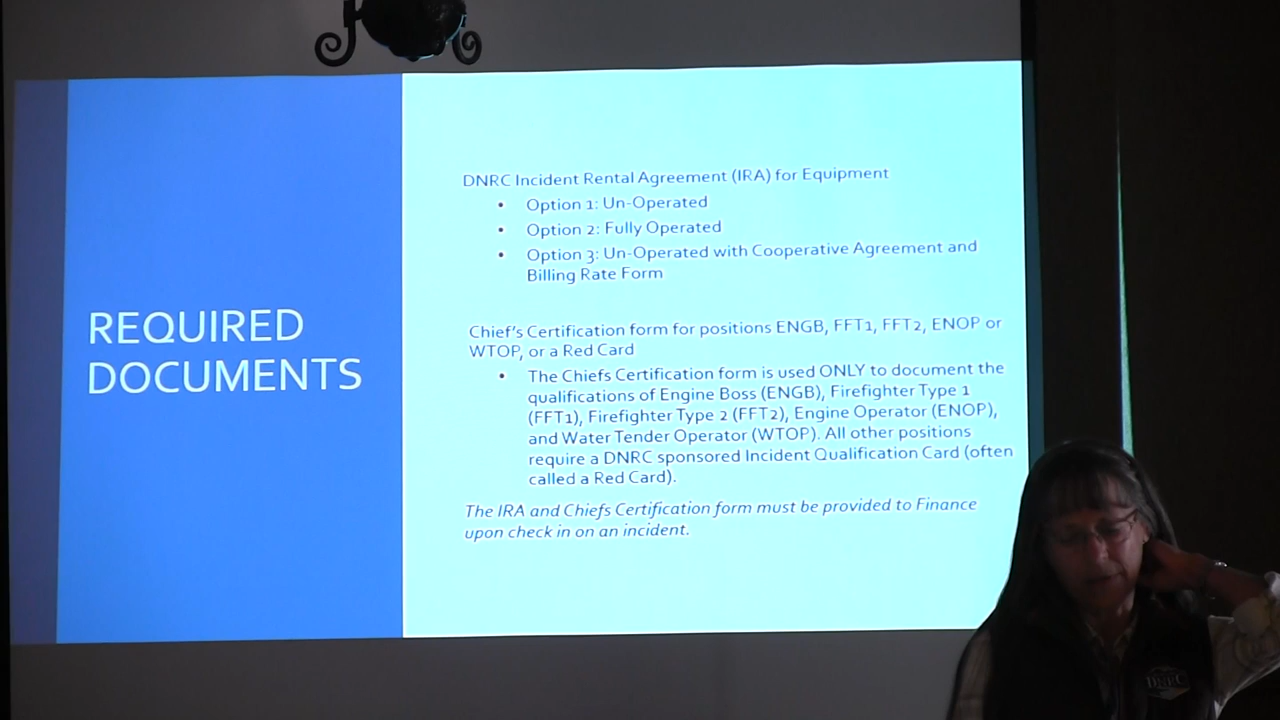 REQUIRED
DOCUMENTS
DNRC Incident Rental Agreement (IRA) for Equipment
• Option 1: Un-Operated
• Option 2: Fully Operated
• Option 3: Un-Operated with Cooperative Agreement and
Billing Rate Form
Chief's Certification form for positions ENGB, FFT1, FFT2, ENOP or
WTOP, or a Red Card
• The Chiefs Certification form is used ONLY to document the
qualifications of Engine Boss (ENGB), Firefighter Type 1
(FFT1), Firefighter Type 2 (FFT2), Engine Operator (ENOP),
and Water Tender Operator (WTOP). All other positions
require a DNRC sponsored Incident Qualification Card (often
called a Red Card).
The IRA and Chiefs Certification form must be provided to Finance
upon check in on an incident.
DNRC